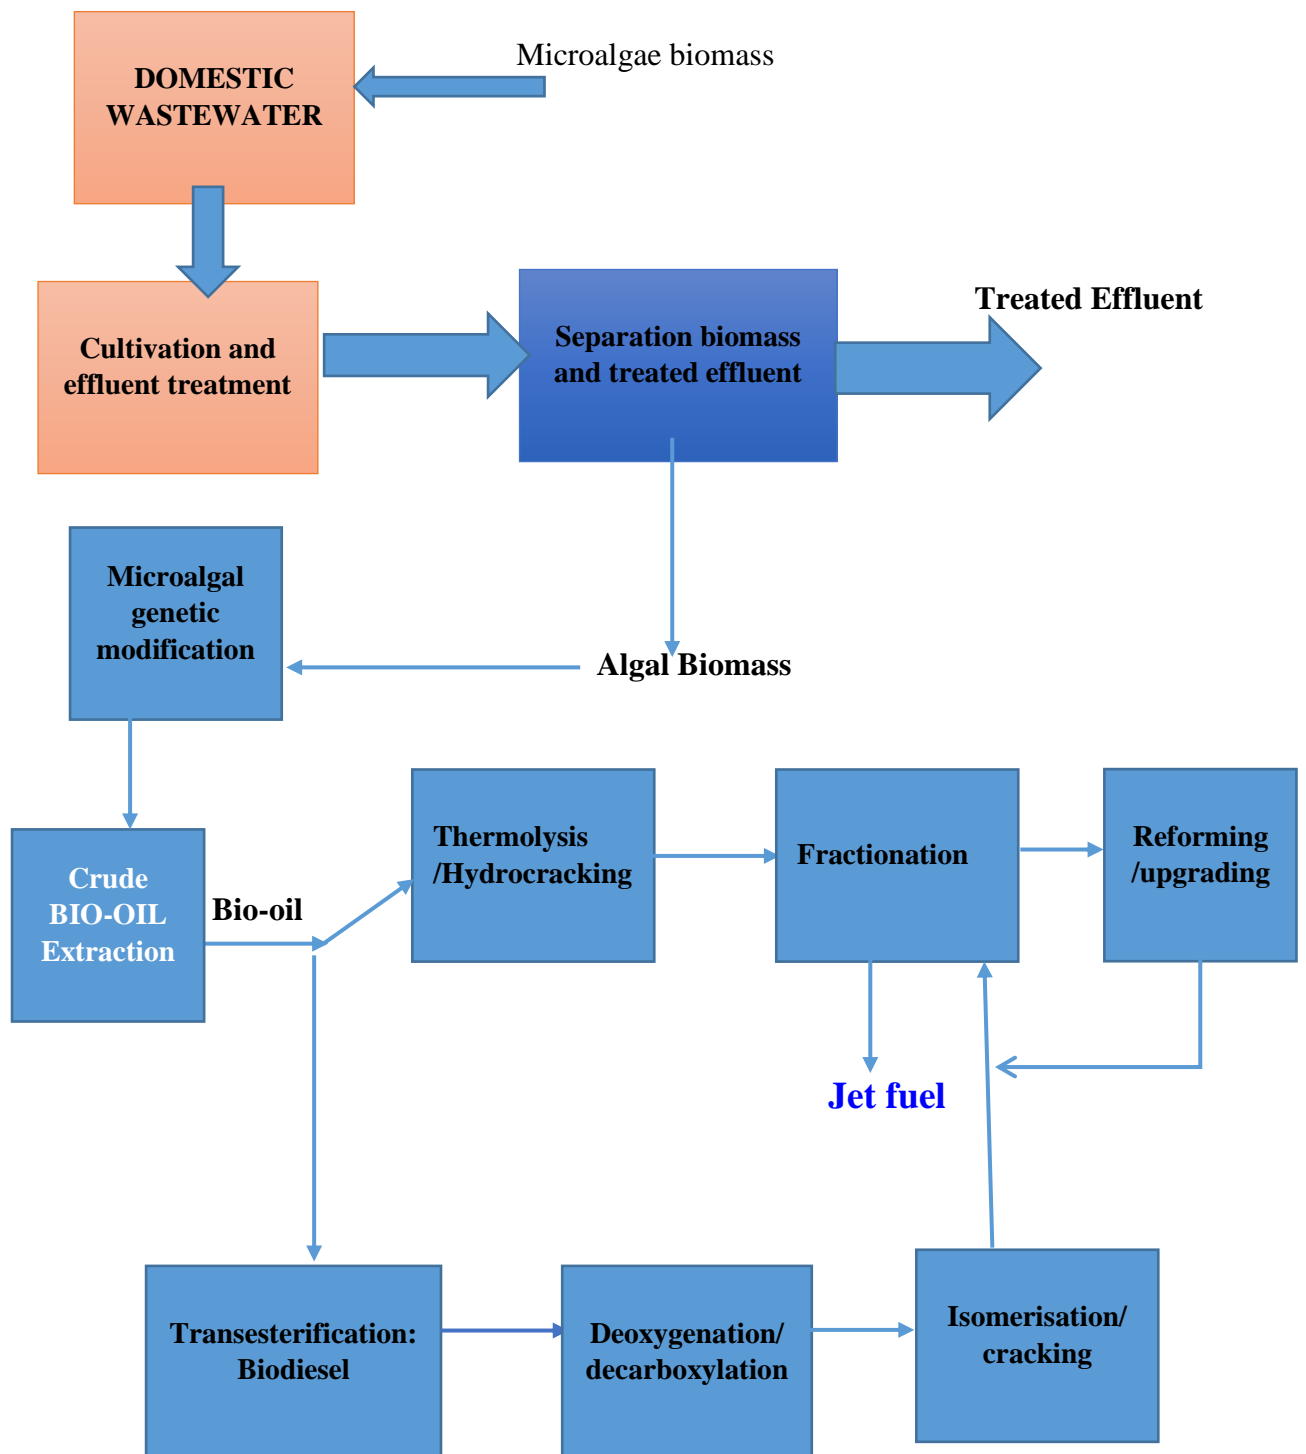 Microalgae biomass
DOMESTIC
WASTEWATER
Treated Effluent
Cultivation and
effluent treatment
Separation biomass
and treated effluent
Microalgal
genetic
modification
Algal Biomass
Crude
BIO-OIL
Extraction
Bio-oil
Thermolysis
/Hydrocracking
Fractionation
Reforming
/upgrading
Jet fuel
Transesterification:
Biodiesel
Deoxygenation/
decarboxylation
Isomerisation/
cracking